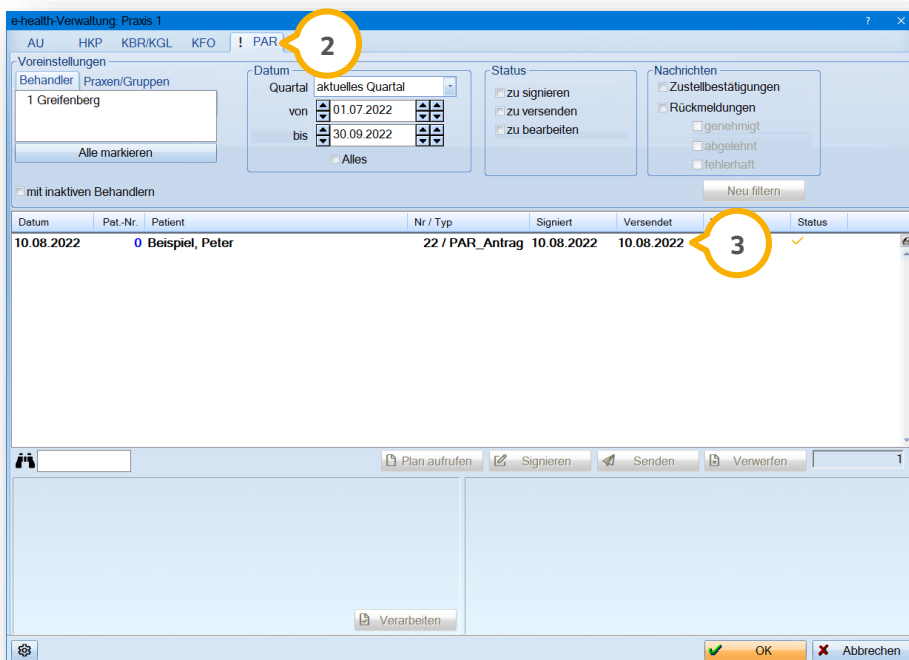 e-health-Verwaltung: Praxis 1 ? ×
AU HKP KBR/KGL KFO ! PAR 2
Voreinstellungen
Behandler Praxen/Gruppen
1 Greifenberg
Alle markieren
mit inaktiven Behandlern
Datum
Quartal aktuelles Quartal
von 01.07.2022
bis 30.09.2022
Alles
Status
zu signieren
zu versenden
zu bearbeiten
Nachrichten
Zustellbestätigungen
Rückmeldungen
genehmigt
abgelehnt
fehlerhaft
Neu filtern
Datum Pat.-Nr. Patient Nr / Typ Signiert Versendet Status
10.08.2022 0 Beispiel, Peter 22 / PAR_Antrag 10.08.2022 10.08.2022 3
Plan aufrufen Signieren Senden Verwerfen 1
Verarbeiten
OK Abbrechen